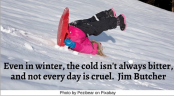 Even in winter, the cold isn't always bitter,
and not every day is cruel.  Jim Butcher
Photo by Pezibear on Pixabay